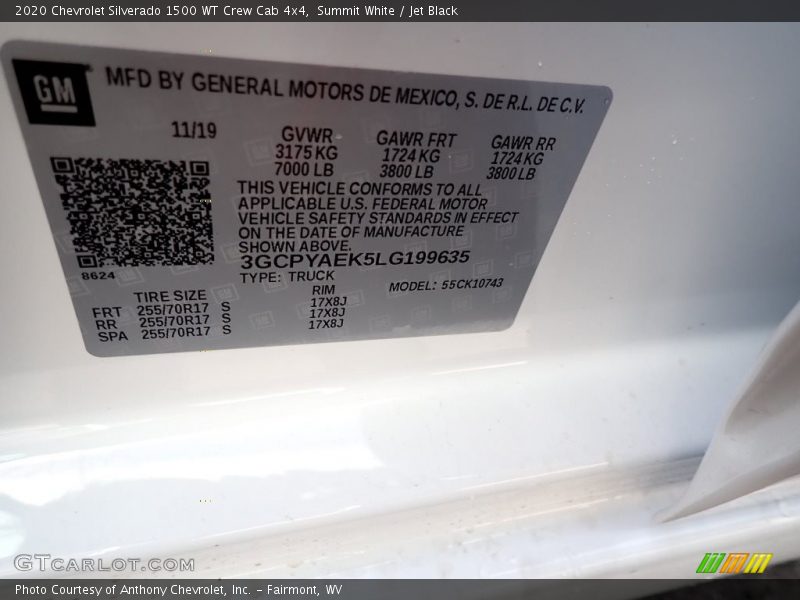 2020 Chevrolet Silverado 1500 WT Crew Cab 4x4, Summit White / Jet Black
GM
MFD BY GENERAL MOTORS DE MEXICO, S. DE R.L. DE C.V.
11/19 GVWR GAWR FRT GAWR RR
3175 KG 1724 KG 1724 KG
7000 LB 3800 LB 3800 LB
THIS VEHICLE CONFORMS TO ALL
APPLICABLE U.S. FEDERAL MOTOR
VEHICLE SAFETY STANDARDS IN EFFECT
ON THE DATE OF MANUFACTURE
SHOWN ABOVE.
3GCPYAEK5LG199635
8624 TYPE: TRUCK MODEL: 55CK10743
TIRE SIZE RIM
FRT 255/70R17 S 17X8J
RR 255/70R17 S 17X8J
SPA 255/70R17 S 17X8J
GTCarlot.com
Photo Courtesy of Anthony Chevrolet, Inc. – Fairmont, WV